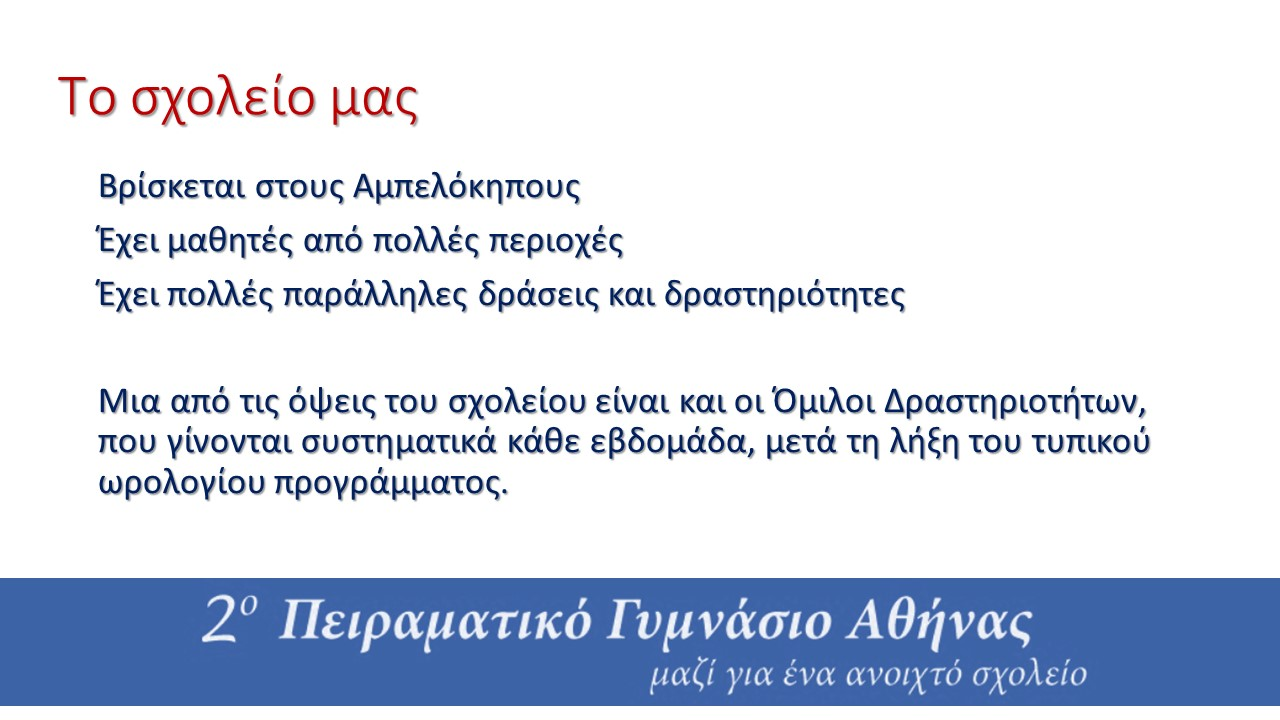 Το σχολείο μας
Βρίσκεται στους Αμπελόκηπους
Έχει μαθητές από πολλές περιοχές
Έχει πολλές παράλληλες δράσεις και δραστηριότητες
Μια από τις όψεις του σχολείου είναι και οι Όμιλοι Δραστηριοτήτων,
που γίνονται συστηματικά κάθε εβδομάδα, μετά τη λήξη του τυπικού
ωρολογίου προγράμματος.
2ο Πειραματικό Γυμνάσιο Αθήνας
μαζί για ένα ανοιχτό σχολείο